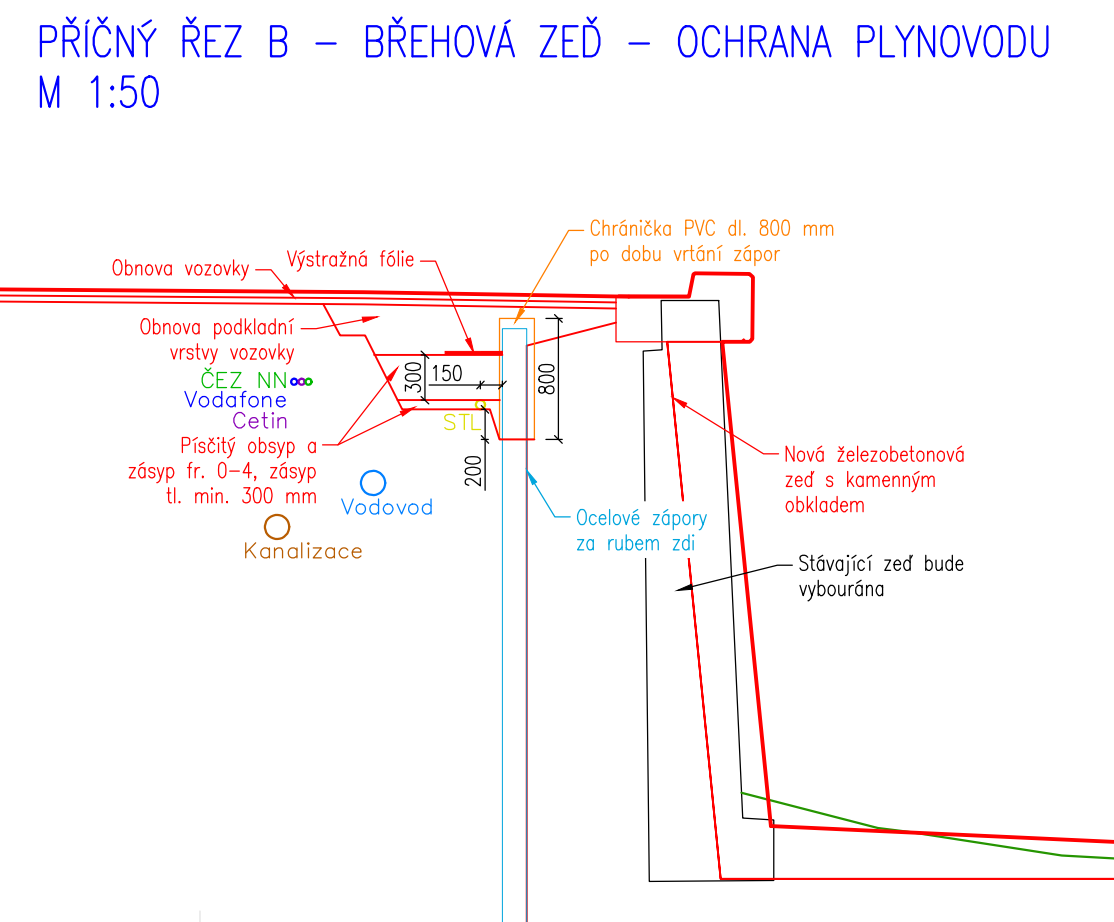 PŘÍČNÝ ŘEZ B – BŘEHOVÁ ZEĎ – OCHRANA PLYNOVODU
M 1:50
Chránička PVC dl. 800 mm
po dobu vrtání zápor
Výstražná fólie
Obnova vozovky
Obnova podkladní
vrstvy vozovky
300
150
800
ČEZ NN
Vodafone
Cetin
STL
Písčitý obsyp a
zásyp fr. 0-4, zásyp
tl. min. 300 mm
200
Vodovod
Kanalizace
Ocelové zápory
za rubem zdi
Nová železobetonová
zeď s kamenným
obkladem
Stávající zeď bude
vybourána